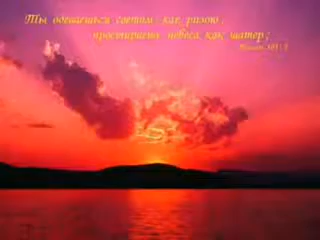 Ты одеваешься светом, как ризою,
простираешь небеса, как шатер;